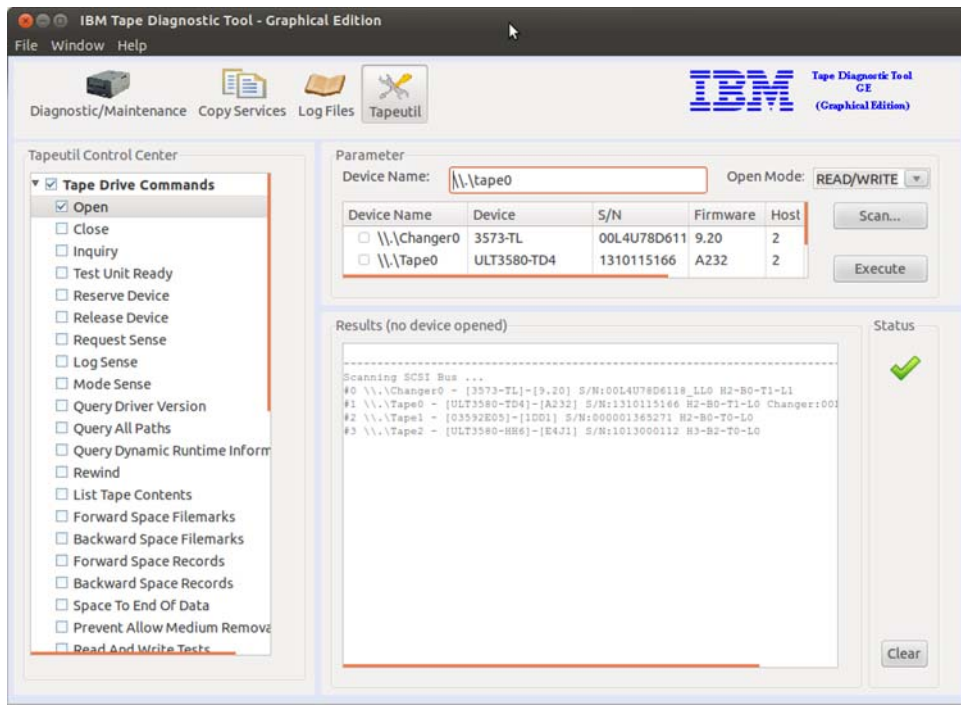 IBM Tape Diagnostic Tool - Graphical Edition
File Window Help
Diagnostic/Maintenance Copy Services Log Files Tapeutil
IBM
Tape Diagnostic Tool
GE
(Graphical Edition)
Tapeutil Control Center
Tape Drive Commands
Open
Close
Inquiry
Test Unit Ready
Reserve Device
Release Device
Request Sense
Log Sense
Mode Sense
Query Driver Version
Query All Paths
Query Dynamic Runtime Inform
Rewind
List Tape Contents
Forward Space Filemarks
Backward Space Filemarks
Forward Space Records
Backward Space Records
Space To End Of Data
Prevent Allow Medium Remova
Read And Write Tests
Parameter
Device Name: \\.\tape0 Open Mode: READ/WRITE
Device Name Device S/N Firmware Host
\\.\Changer0 3573-TL 00L4U78D611 9.20 2
\\.\Tape0 ULT3580-TD4 1310115166 A232 2
Scan...
Execute
Results (no device opened)
Scanning SCSI Bus ...
#0 \\.\Changer0 - [3573-TL]-[9.20] S/N:00L4U78D6118_LL0 H2-B0-T1-L1
#1 \\.\Tape0 - [ULT3580-TD4]-[A232] S/N:1310115166 H2-B0-T1-L0 Changer:00
#2 \\.\Tape1 - [03592E05]-[1DD1] S/N:000001365271 H2-B0-T0-L0
#3 \\.\Tape2 - [ULT3580-HH6]-[E4J1] S/N:1013000112 H3-B2-T0-L0
Status
Clear